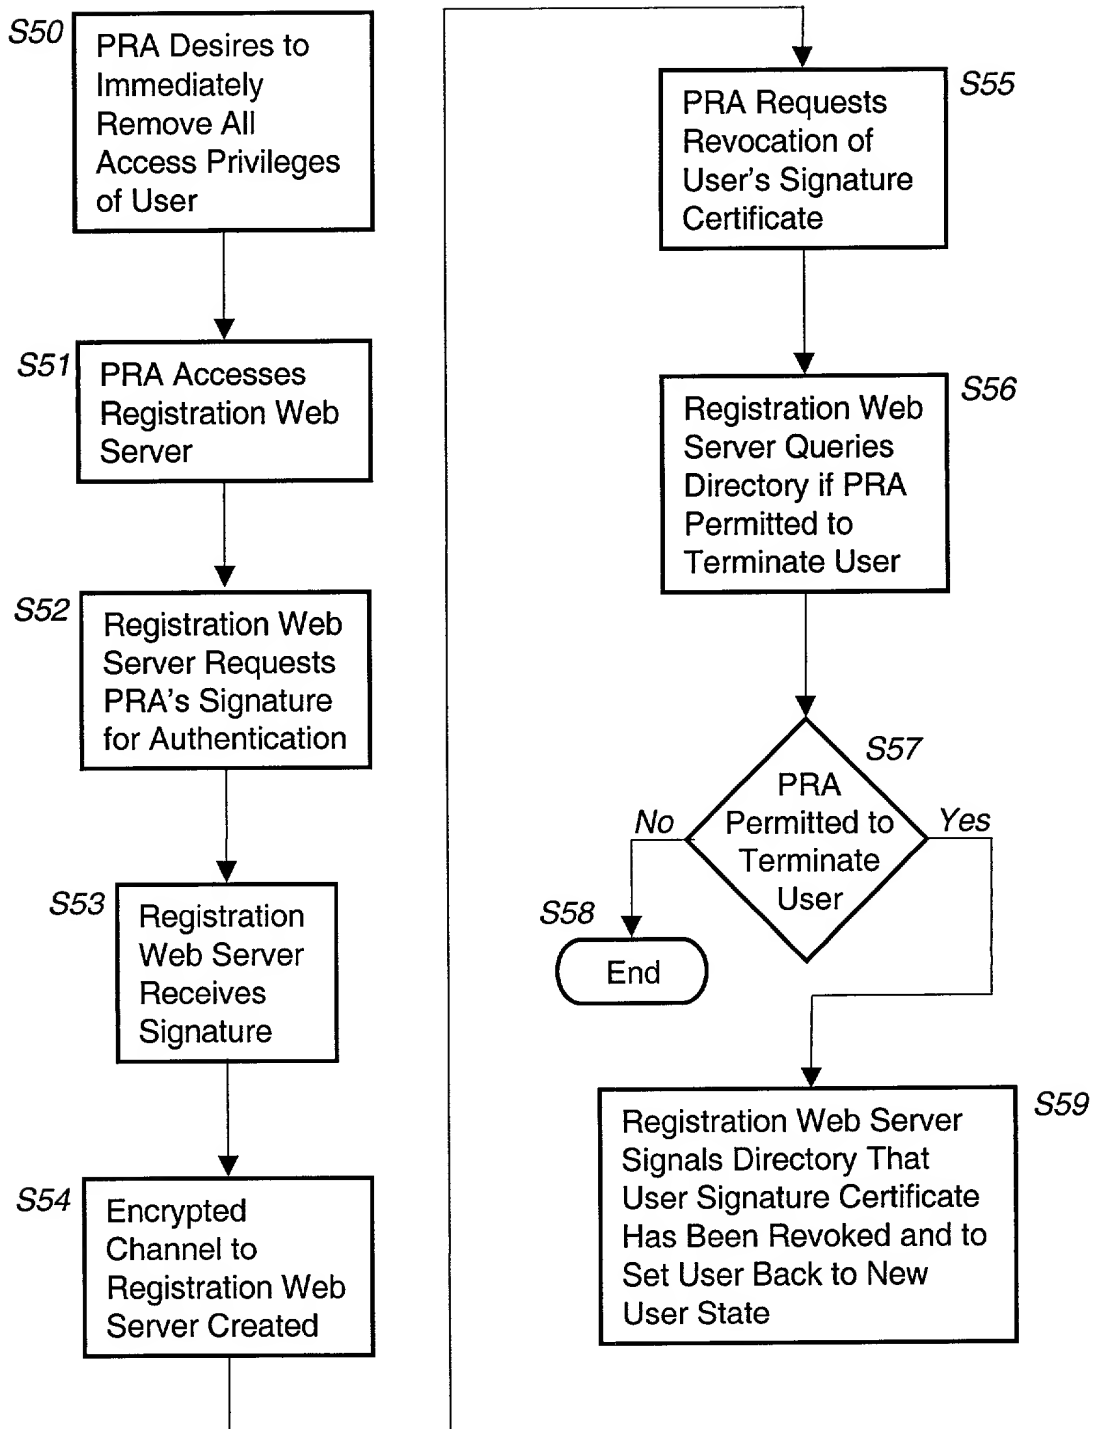 S50
PRA Desires to
Immediately
Remove All
Access Privileges
of User
S51
PRA Accesses
Registration Web
Server
S52
Registration Web
Server Requests
PRA's Signature
for Authentication
S53
Registration
Web Server
Receives
Signature
S54
Encrypted
Channel to
Registration Web
Server Created
S55
PRA Requests
Revocation of
User's Signature
Certificate
S56
Registration Web
Server Queries
Directory if PRA
Permitted to
Terminate User
S57
PRA
Permitted to
Terminate
User
No
Yes
S58
End
S59
Registration Web Server
Signals Directory That
User Signature Certificate
Has Been Revoked and to
Set User Back to New
User State